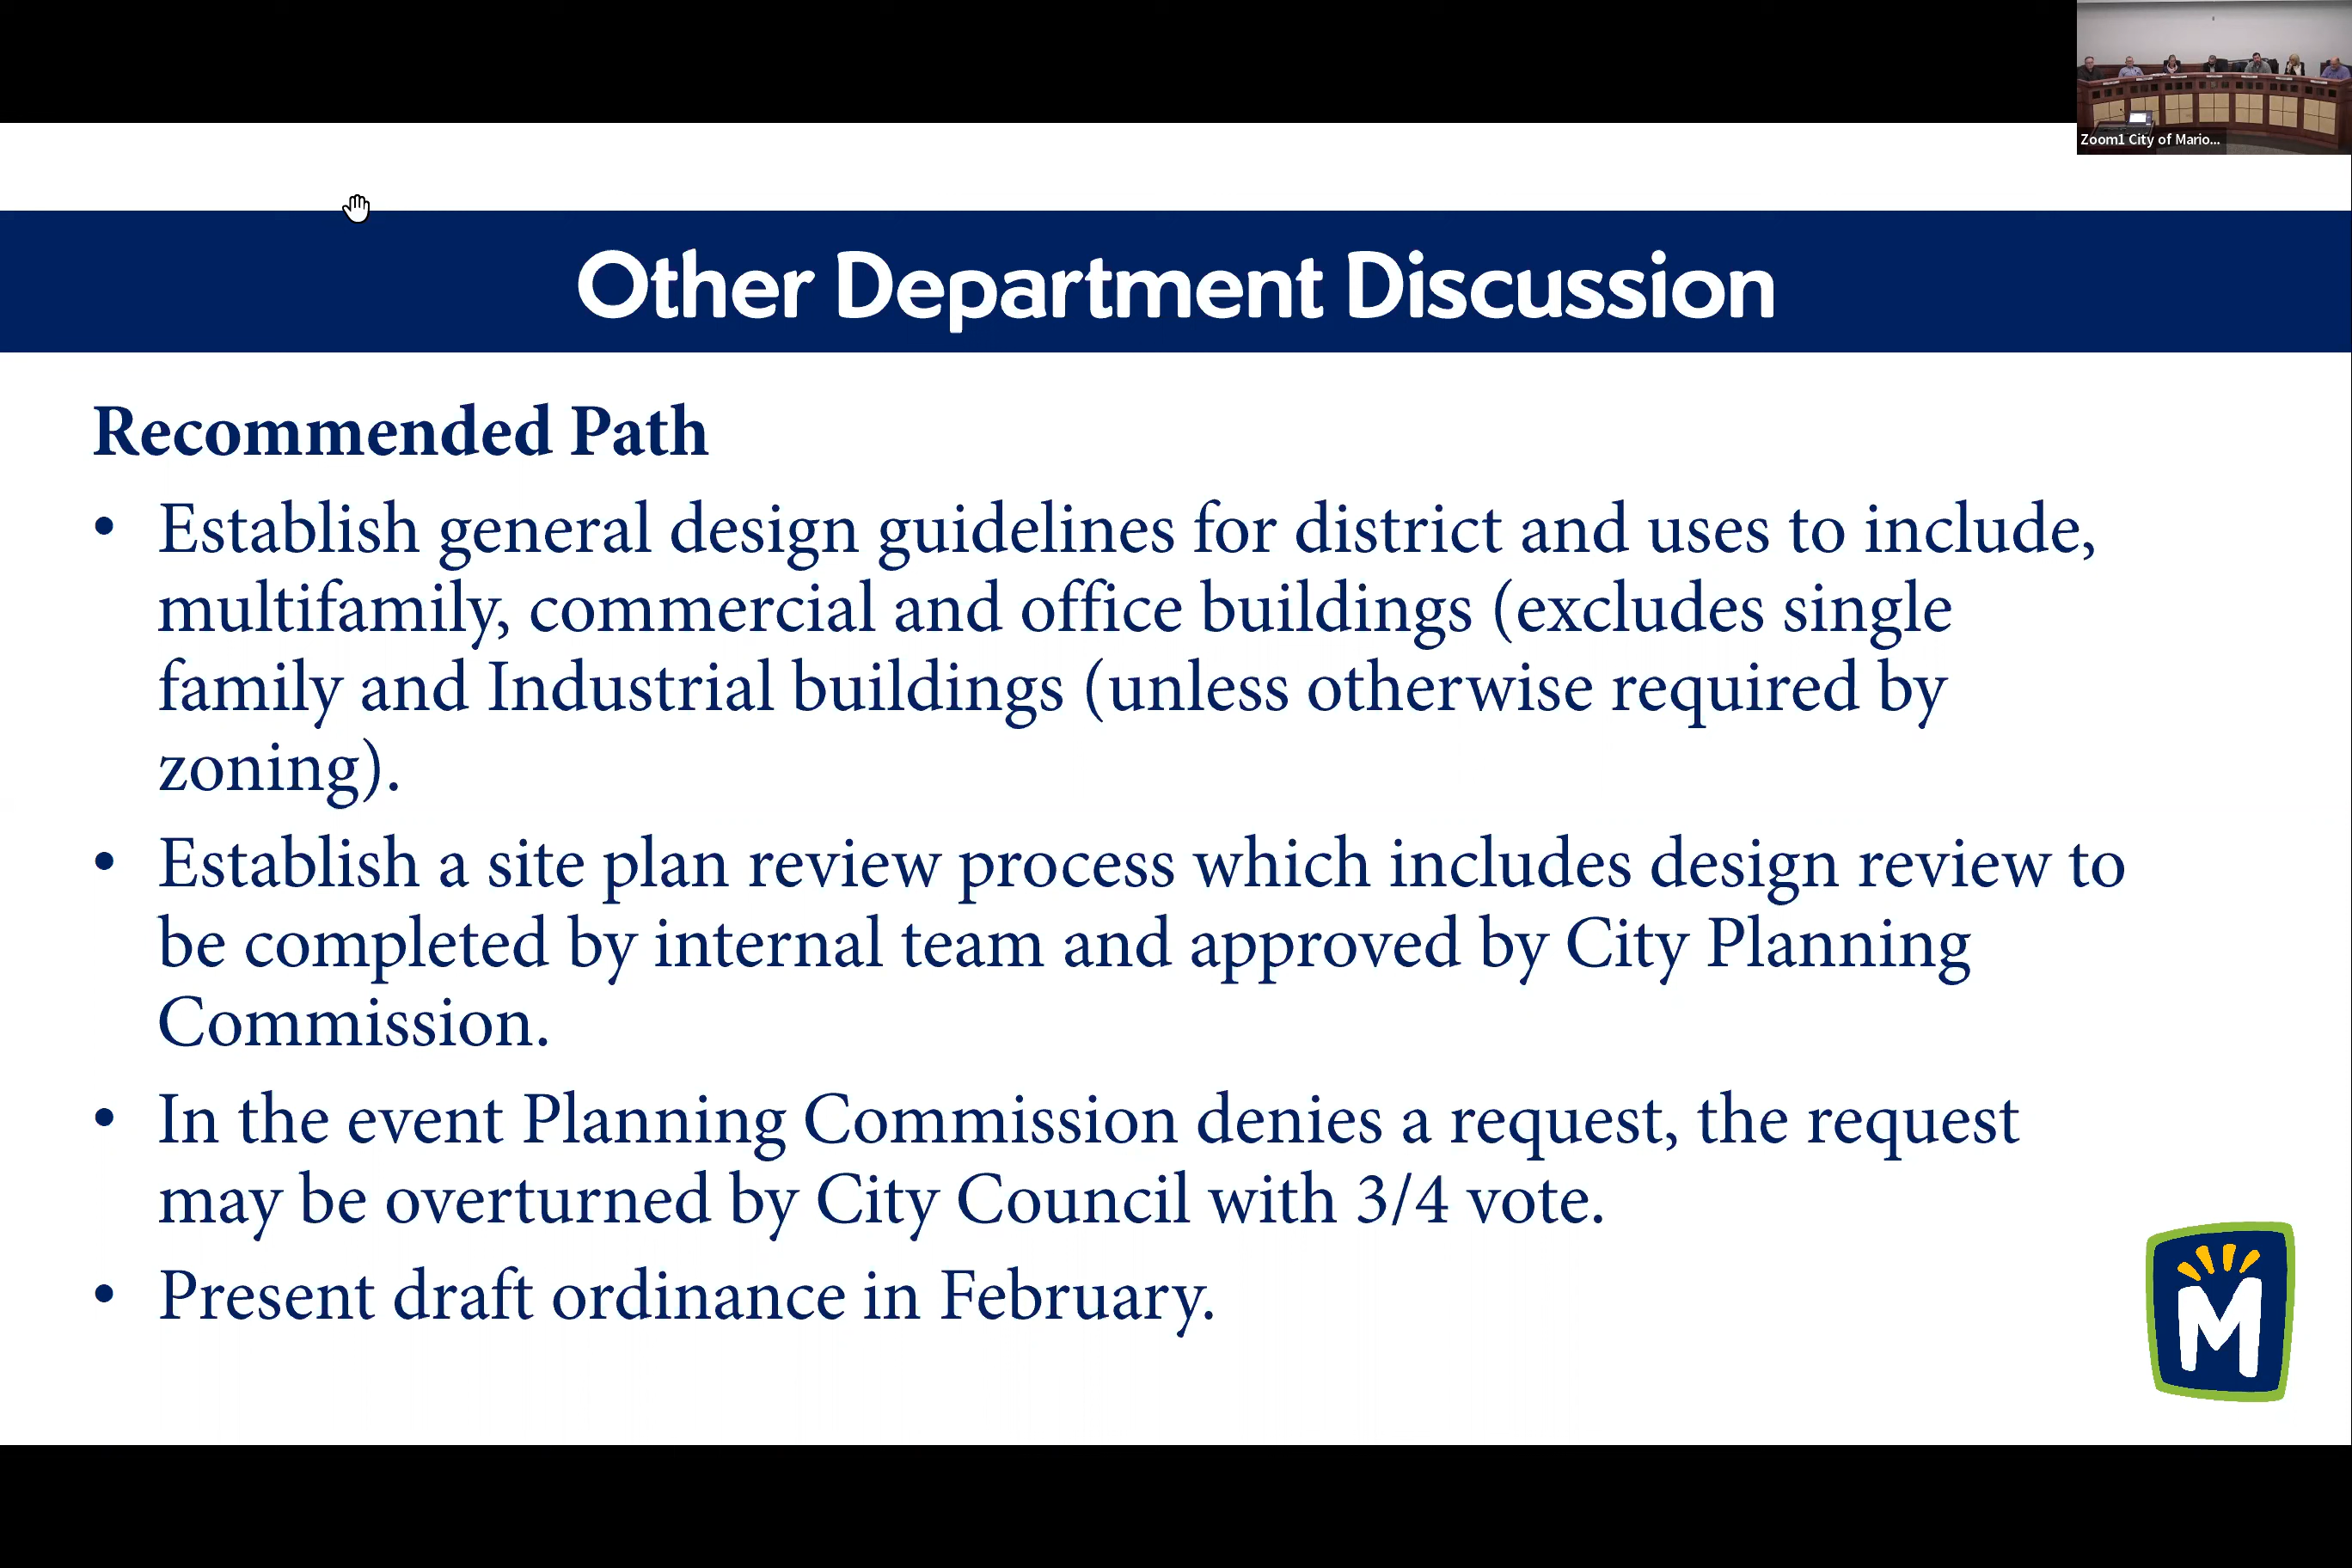 Zoom1 City of Mario...
Other Department Discussion
Recommended Path
• Establish general design guidelines for district and uses to include,
multifamily, commercial and office buildings (excludes single
family and Industrial buildings (unless otherwise required by
zoning).
• Establish a site plan review process which includes design review to
be completed by internal team and approved by City Planning
Commission.
• In the event Planning Commission denies a request, the request
may be overturned by City Council with 3/4 vote.
• Present draft ordinance in February.
M